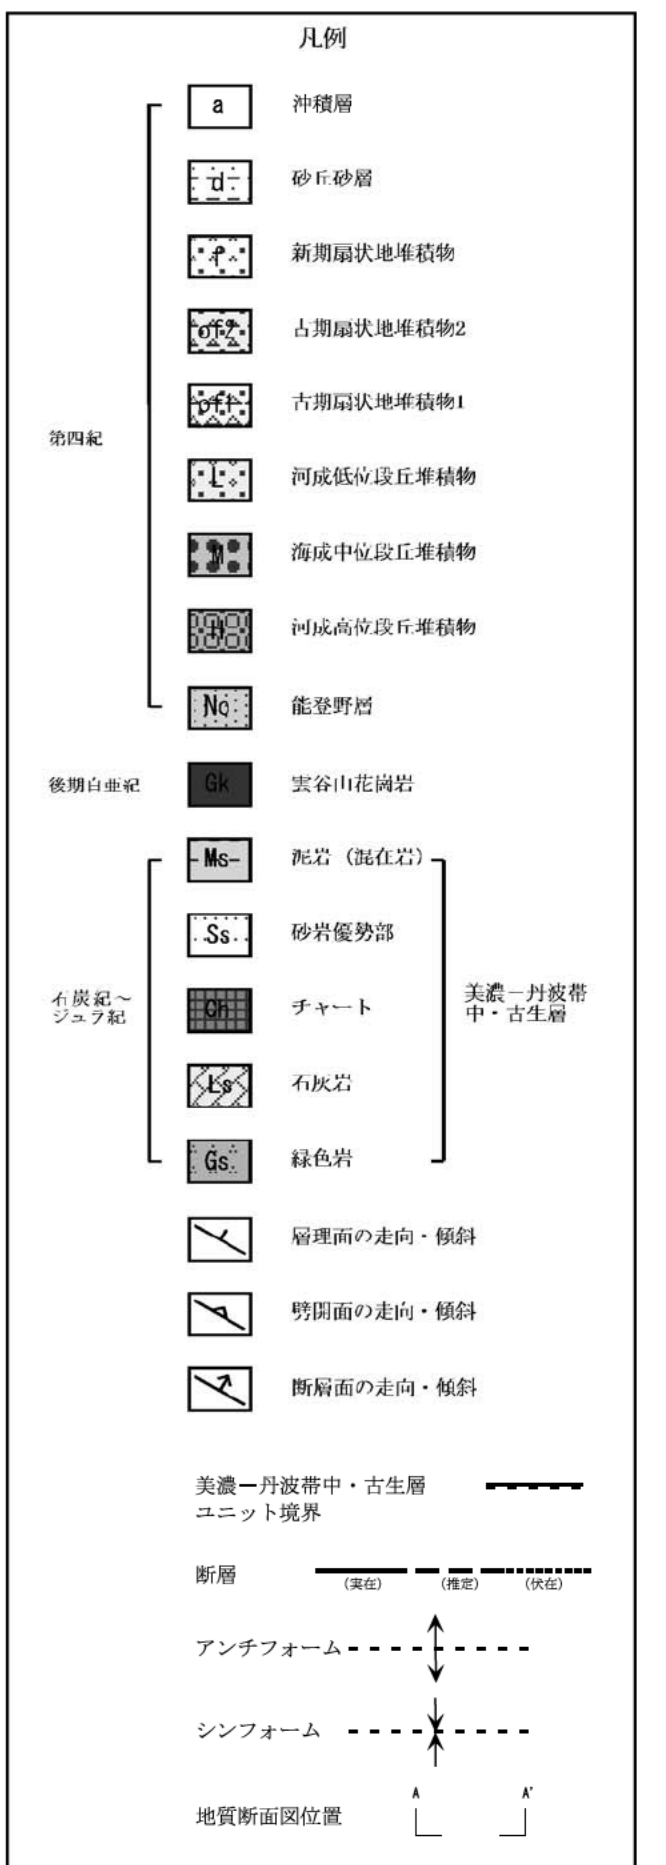 凡例
a 沖積層
d 砂丘砂層
f 新期扇状地堆積物
of2 古期扇状地堆積物2
of1 古期扇状地堆積物1
第四紀
L 河成低位段丘堆積物
M 海成中位段丘堆積物
H 河成高位段丘堆積物
No 能登野層
後期白亜紀 Gk 雲谷山花崗岩
Ms 泥岩（混在岩）
Ss 砂岩優勢部
石炭紀～
ジュラ紀
Ch チャート
美濃ー丹波帯
中・古生層
Ls 石灰岩
Gs 緑色岩
層理面の走向・傾斜
劈開面の走向・傾斜
断層面の走向・傾斜
美濃ー丹波帯中・古生層
ユニット境界
断層
(実在) (推定) (伏在)
アンチフォーム
シンフォーム
A A'
地質断面図位置